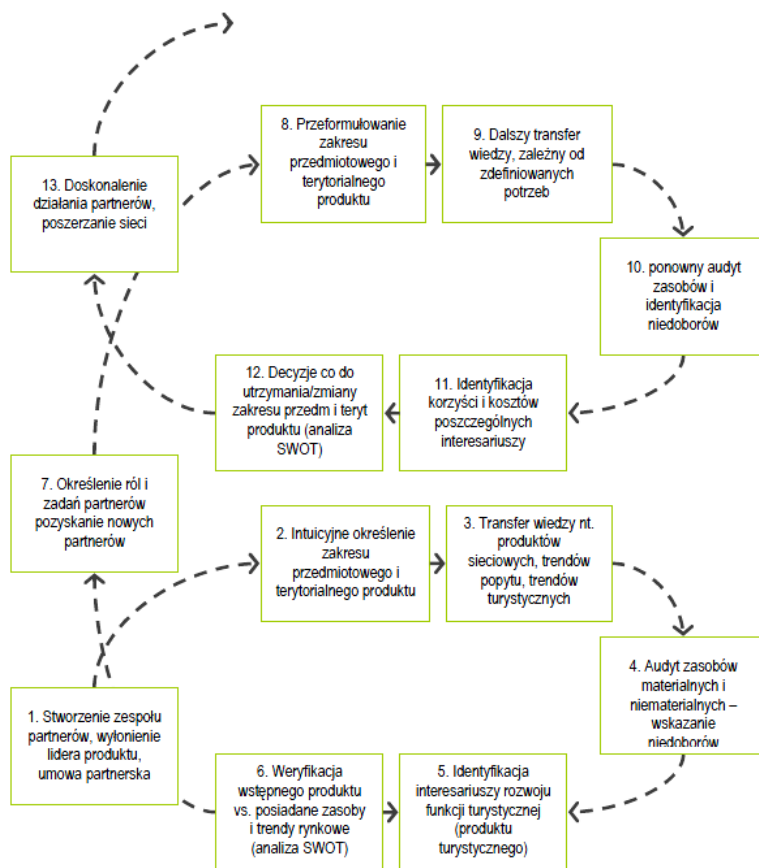 8. Przeformułowanie
zakresu
przedmiotowego i
terytorialnego
produktu
9. Dalszy transfer
wiedzy, zależny od
zdefiniowanych
potrzeb
13. Doskonalenie
działania partnerów,
poszerzanie sieci
10. ponowny audyt
zasobów i
identyfikacja
niedoborów
12. Decyzje co do
utrzymania/zmiany
zakresu przedm i teryt
produktu (analiza
SWOT)
11. Identyfikacja
korzyści i kosztów
poszczególnych
interesariuszy
7. Określenie ról i
zadań partnerów
pozyskanie nowych
partnerów
2. Intuicyjne określenie
zakresu
przedmiotowego i
terytorialnego produktu
3. Transfer wiedzy nt.
produktów
sieciowych, trendów
popytu, trendów
turystycznych
4. Audyt zasobów
materialnych i
niematerialnych –
wskazanie
niedoborów
1. Stworzenie zespołu
partnerów, wyłonienie
lidera produktu,
umowa partnerska
6. Weryfikacja
wstępnego produktu
vs. posiadane zasoby
i trendy rynkowe
(analiza SWOT)
5. Identyfikacja
interesariuszy rozwoju
funkcji turystycznej
(produktu
turystycznego)